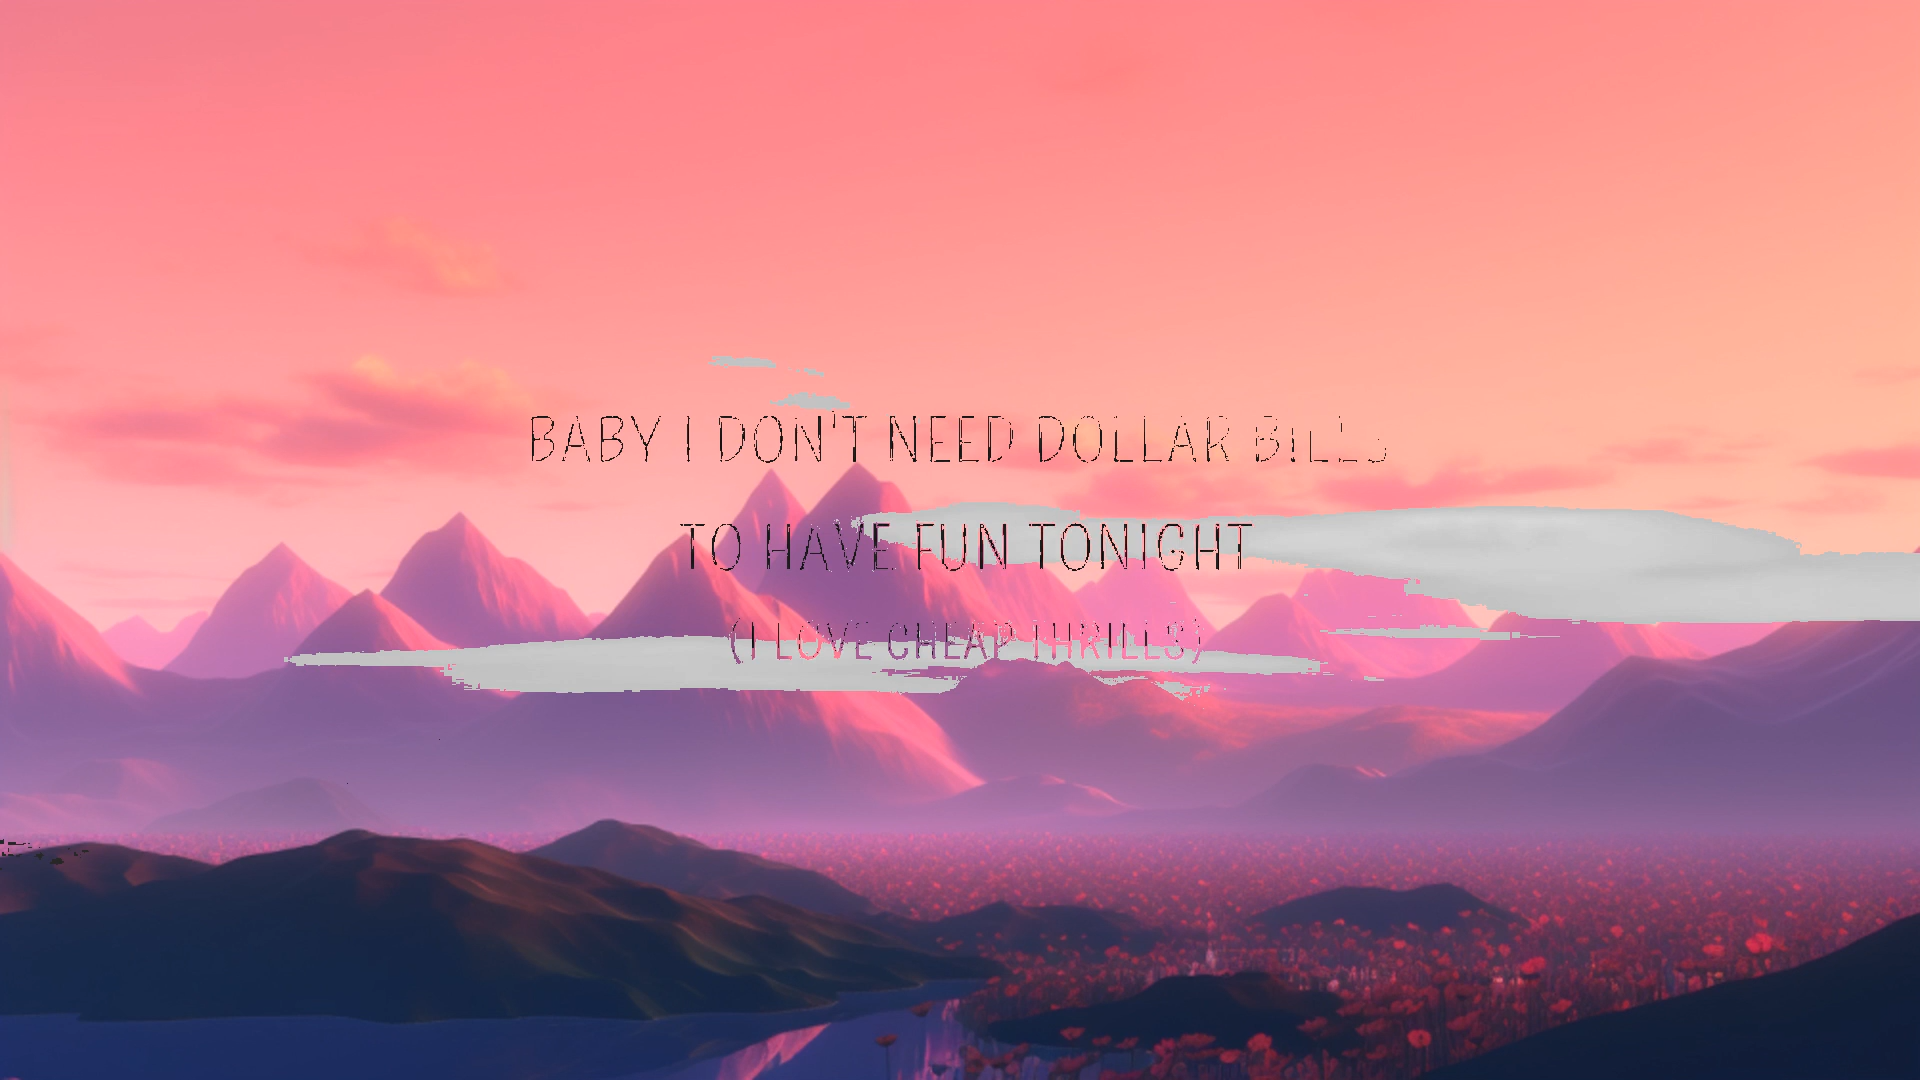 BABY I DON'T NEED DOLLAR BILLS
TO HAVE FUN TONIGHT
(I LOVE CHEAP THRILLS)